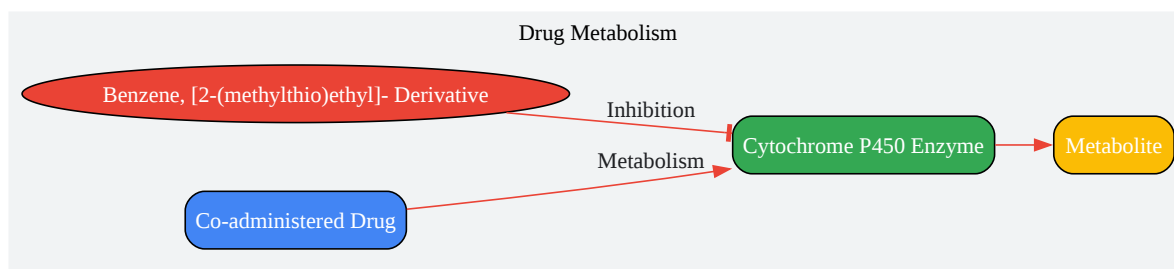 Drug Metabolism
Benzene, [2-(methylthio)ethyl]- Derivative
Inhibition
Cytochrome P450 Enzyme
Metabolite
Metabolism
Co-administered Drug